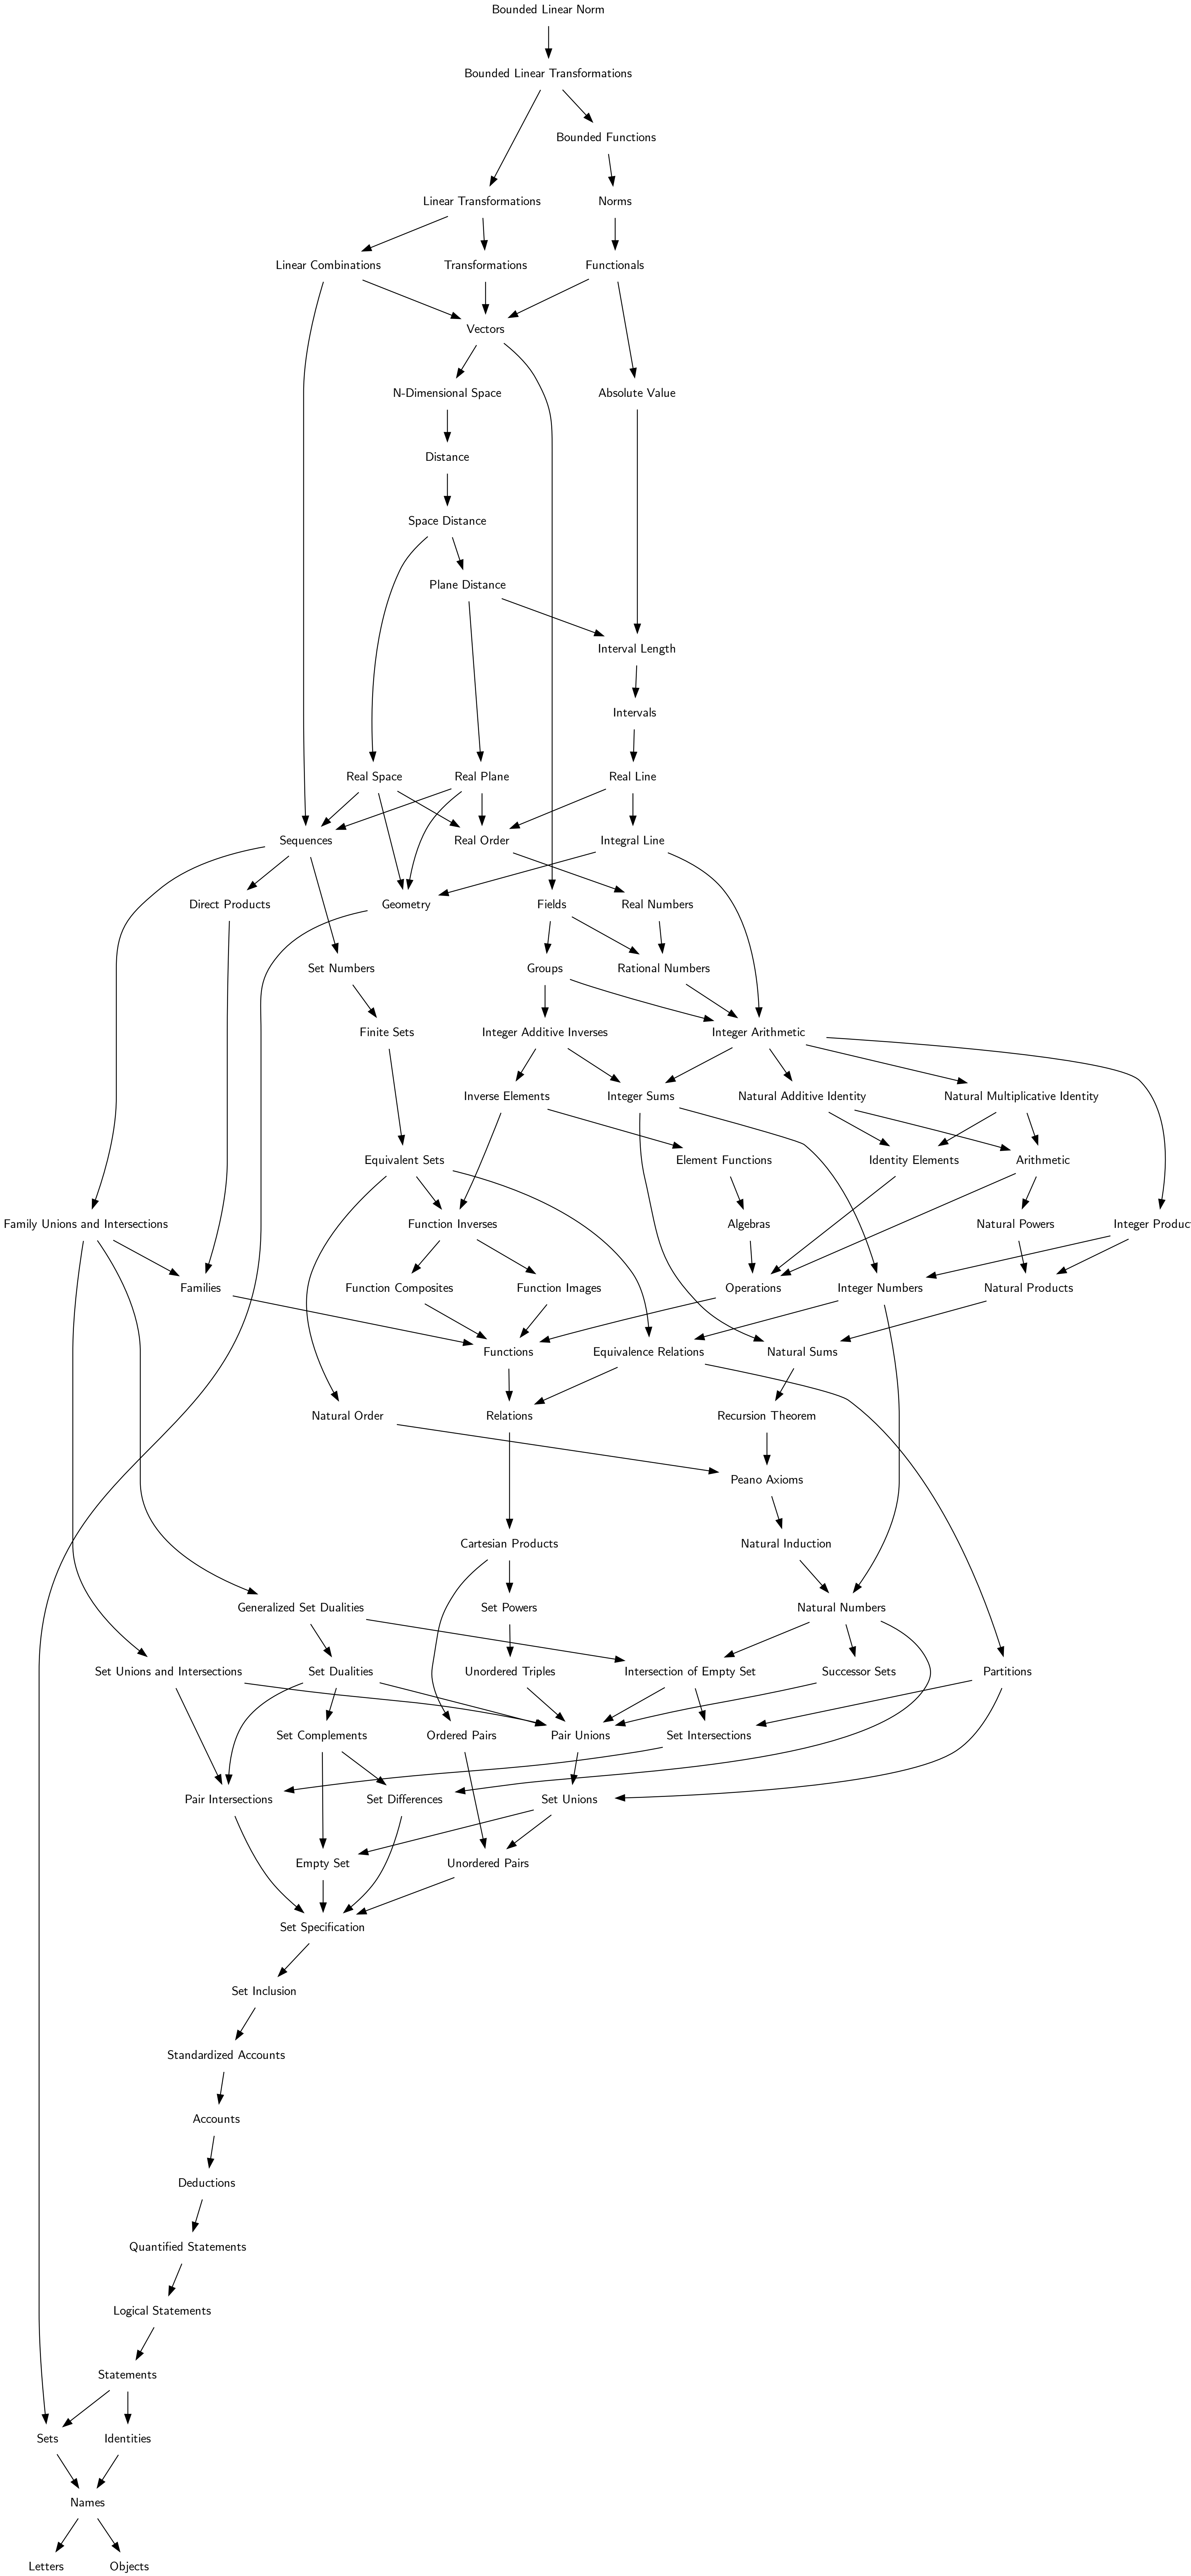 Bounded Linear Norm
Bounded Linear Transformations
Bounded Functions
Linear Transformations
Norms
Linear Combinations
Transformations
Functionals
Vectors
N-Dimensional Space
Absolute Value
Distance
Space Distance
Plane Distance
Interval Length
Intervals
Real Space
Real Plane
Real Line
Sequences
Real Order
Integral Line
Direct Products
Geometry
Fields
Real Numbers
Set Numbers
Groups
Rational Numbers
Finite Sets
Integer Additive Inverses
Integer Arithmetic
Inverse Elements
Integer Sums
Natural Additive Identity
Natural Multiplicative Identity
Equivalent Sets
Element Functions
Identity Elements
Arithmetic
Family Unions and Intersections
Function Inverses
Algebras
Natural Powers
Integer Produc
Families
Function Composites
Function Images
Operations
Integer Numbers
Natural Products
Functions
Equivalence Relations
Natural Sums
Natural Order
Relations
Recursion Theorem
Peano Axioms
Cartesian Products
Natural Induction
Generalized Set Dualities
Set Powers
Natural Numbers
Set Unions and Intersections
Set Dualities
Unordered Triples
Intersection of Empty Set
Successor Sets
Partitions
Set Complements
Ordered Pairs
Pair Unions
Set Intersections
Pair Intersections
Set Differences
Set Unions
Empty Set
Unordered Pairs
Set Specification
Set Inclusion
Standardized Accounts
Accounts
Deductions
Quantified Statements
Logical Statements
Statements
Sets
Identities
Names
Letters
Objects